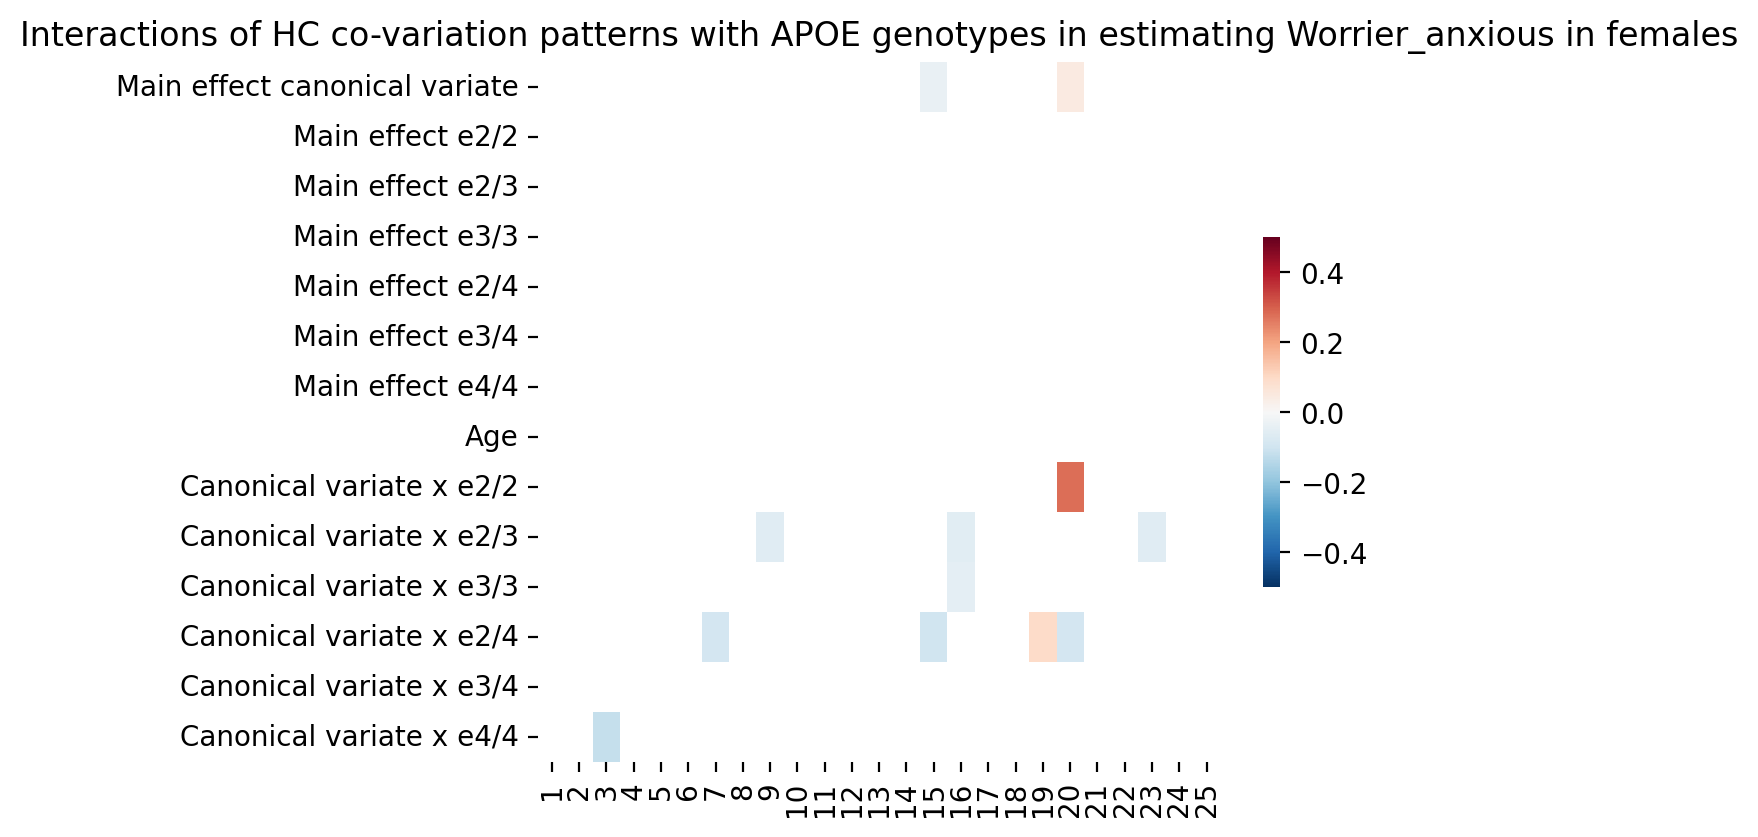 Interactions of HC co-variation patterns with APOE genotypes in estimating Worrier_anxious in females
Main effect canonical variate
Main effect e2/2
Main effect e2/3
Main effect e3/3
Main effect e2/4
Main effect e3/4
Main effect e4/4
Age
Canonical variate x e2/2
Canonical variate x e2/3
Canonical variate x e3/3
Canonical variate x e2/4
Canonical variate x e3/4
Canonical variate x e4/4
1 2 3 4 5 6 7 8 9 10 11 12 13 14 15 16 17 18 19 20 21 22 23 24 25
0.4
0.2
0.0
−0.2
−0.4